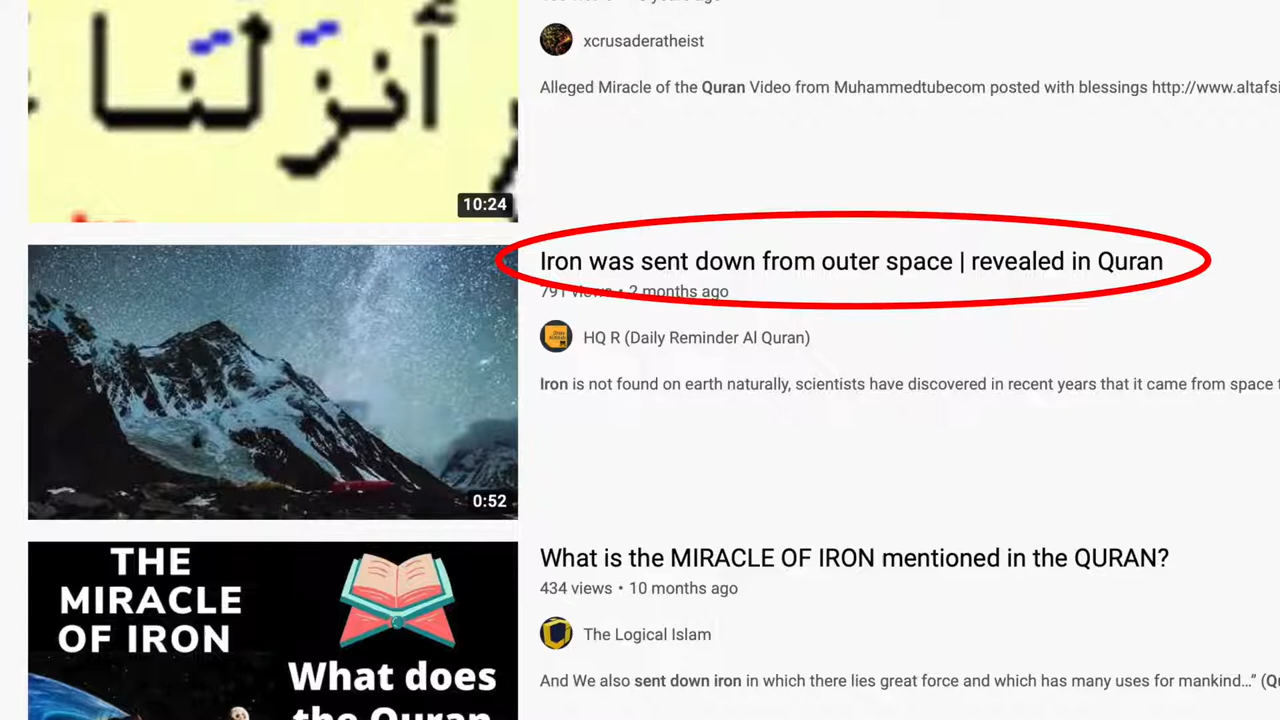 أنزلنا
10:24
xcrusaderatheist
Alleged Miracle of the Quran Video from Muhammedtubecom posted with blessings http://www.altafsi
Iron was sent down from outer space | revealed in Quran
791 views • 2 months ago
HQ R (Daily Reminder Al Quran)
Iron is not found on earth naturally, scientists have discovered in recent years that it came from space
0:52
THE
MIRACLE
OF IRON
What does
the Quran
What is the MIRACLE OF IRON mentioned in the QURAN?
434 views • 10 months ago
The Logical Islam
And We also sent down iron in which there lies great force and which has many uses for mankind…" (Qu